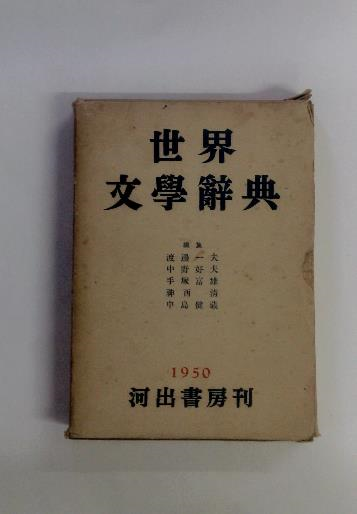 世界
文學辭典
編集
渡邊一夫
中野好夫
手塚富雄
神西清
中島健蔵
1950
河出書房刊